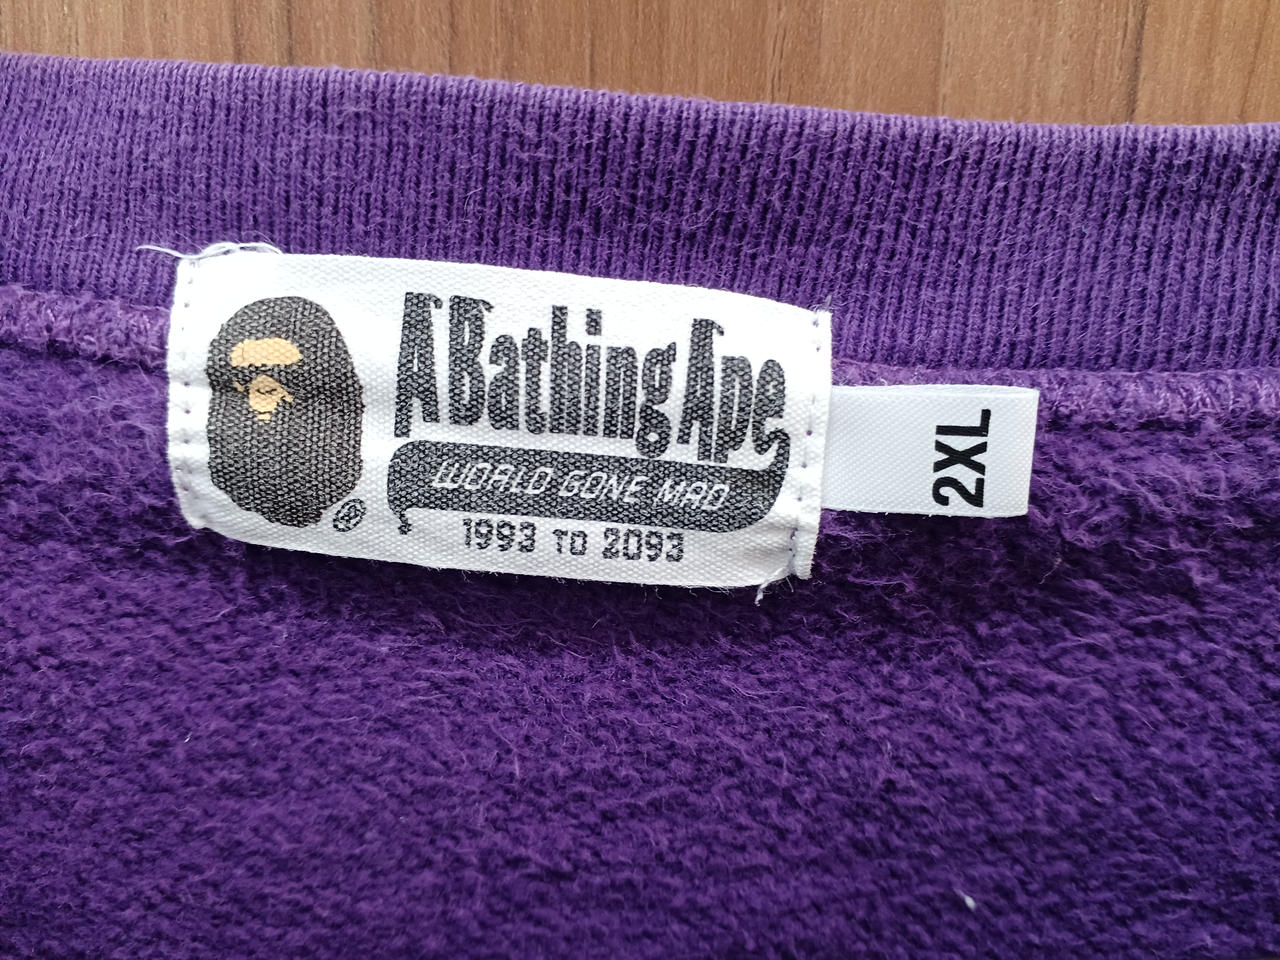 A Bathing Ape
WORLD GONE MAD
1993 TO 2093
®
2XL